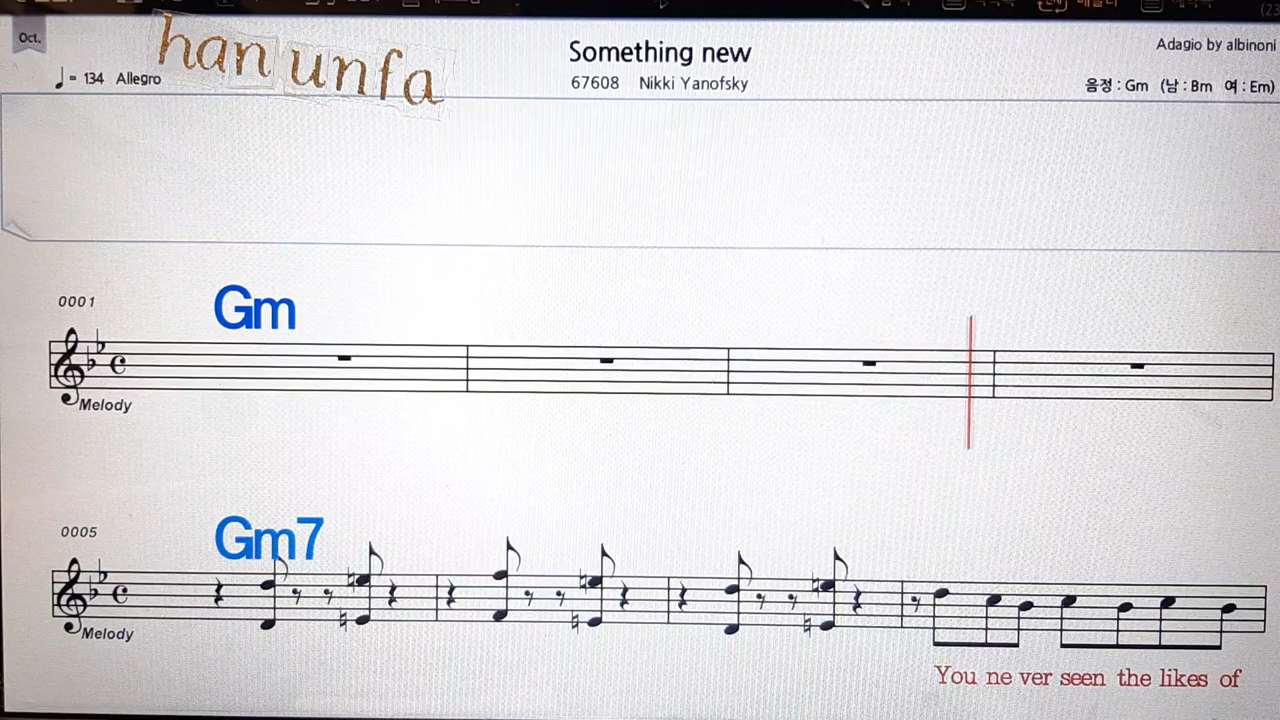 Oct.
han unfa
Something new
Adagio by albinoni
♩= 134 Allegro
67608 Nikki Yanofsky
음정 : Gm (남 : Bm 여 : Em)
0001
Gm
Melody
0005
Gm7
Melody
You ne ver seen the likes of